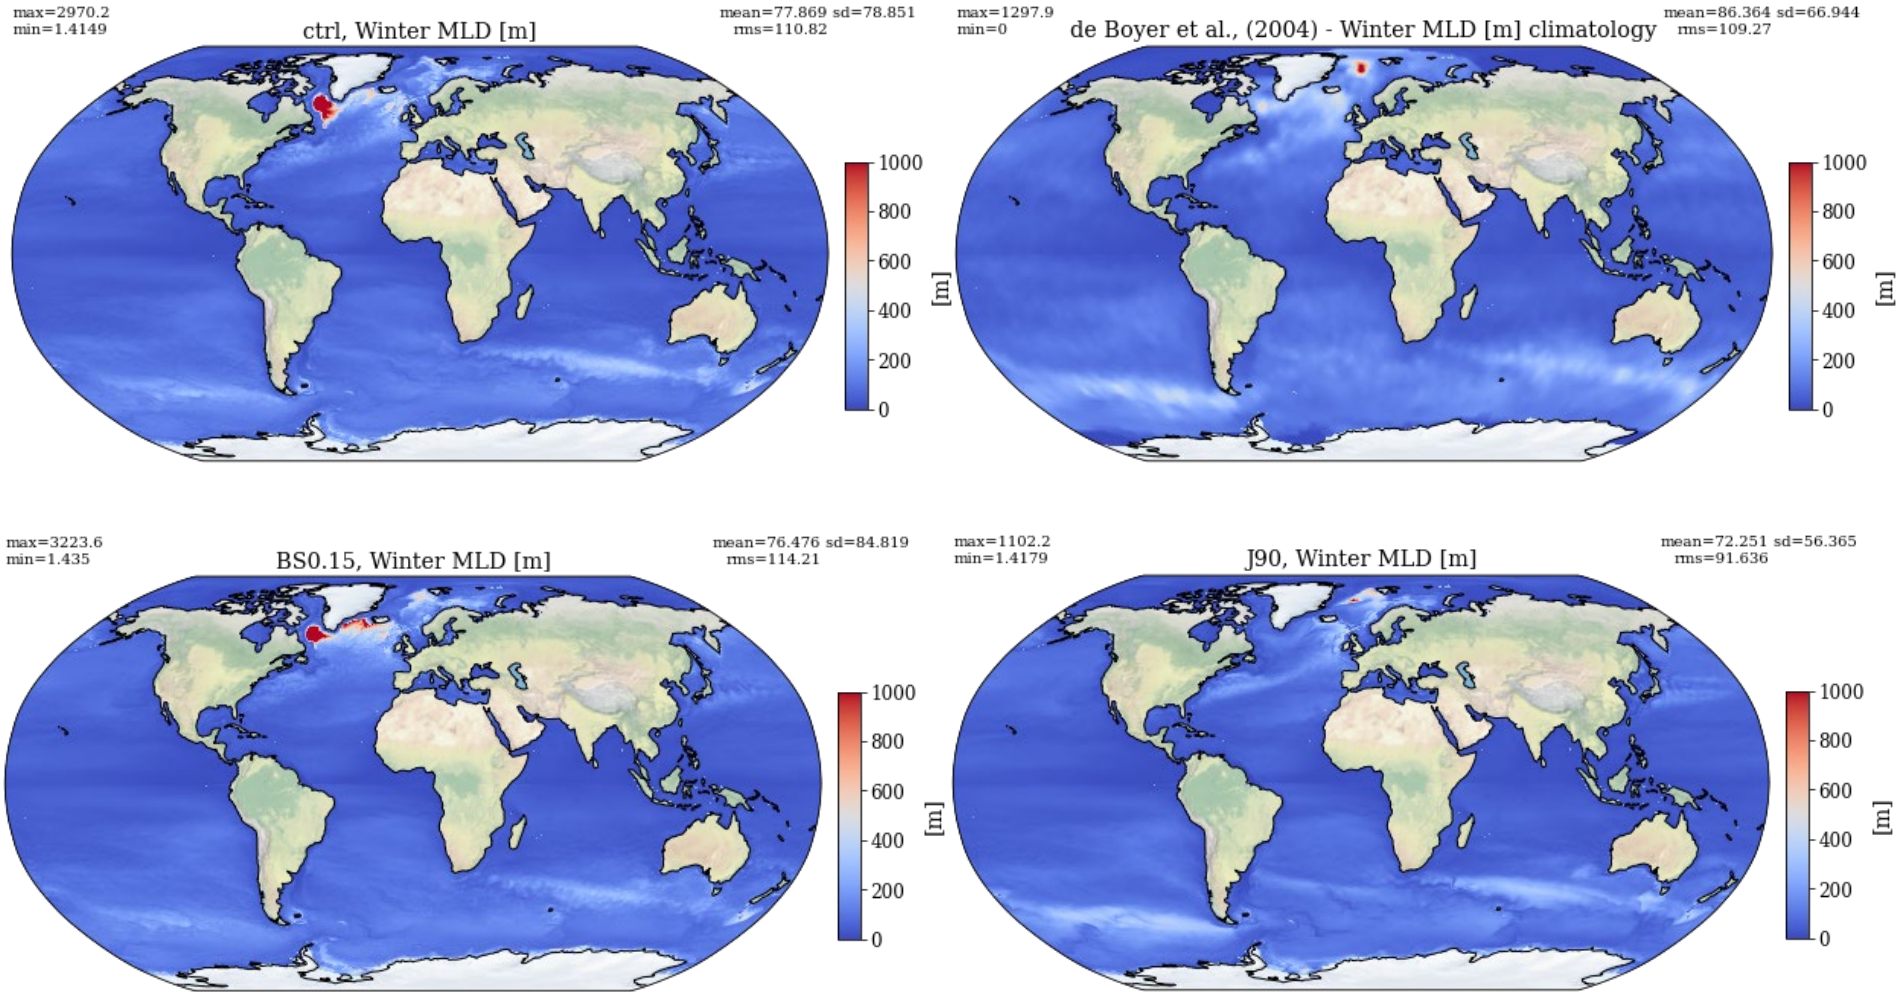 max=2970.2
min=1.4149
ctrl, Winter MLD [m]
mean=77.869 sd=78.851
rms=110.82
1000
800
600
400
200
0
[m]
max=1297.9
min=0
de Boyer et al., (2004) - Winter MLD [m] climatology
mean=86.364 sd=66.944
rms=109.27
1000
800
600
400
200
0
[m]
max=3223.6
min=1.435
BS0.15, Winter MLD [m]
mean=76.476 sd=84.819
rms=114.21
1000
800
600
400
200
0
[m]
max=1102.2
min=1.4179
J90, Winter MLD [m]
mean=72.251 sd=56.365
rms=91.636
1000
800
600
400
200
0
[m]